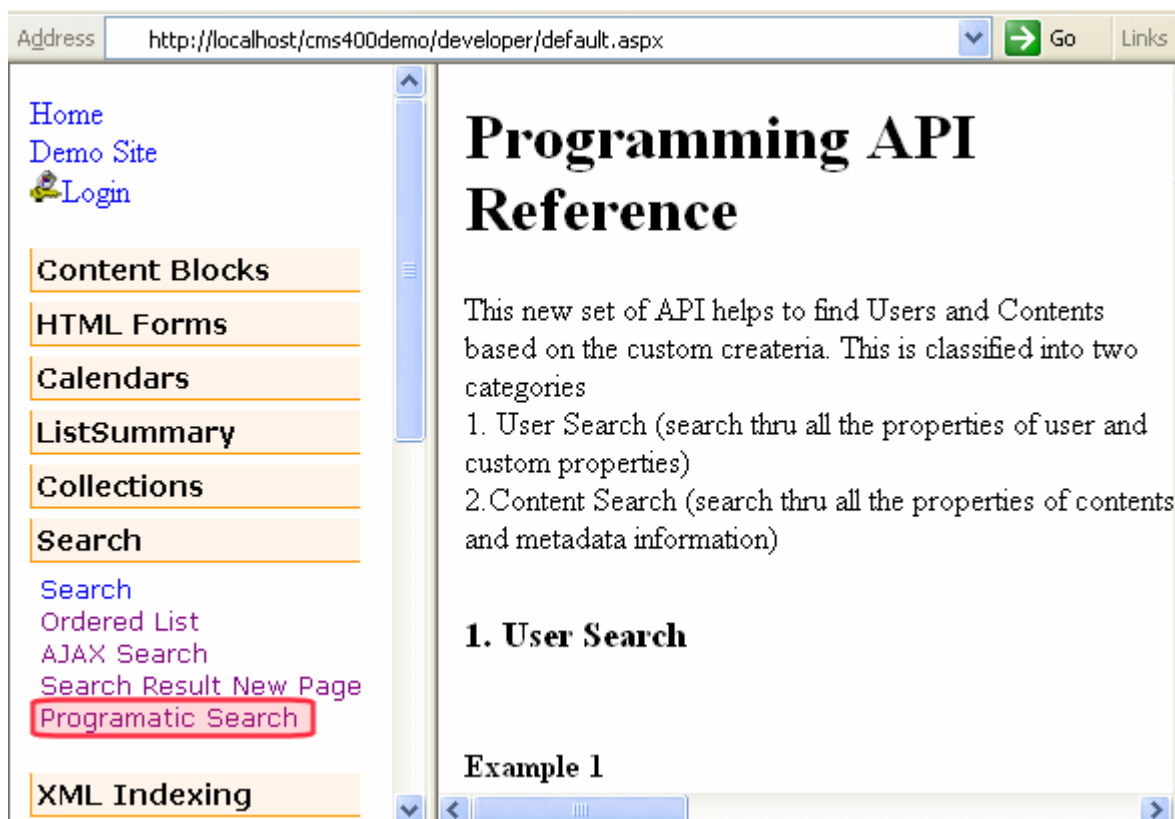 Address http://localhost/cms400demo/developer/default.aspx Go Links
Home
Demo Site
Login
Content Blocks
HTML Forms
Calendars
ListSummary
Collections
Search
Search
Ordered List
AJAX Search
Search Result New Page
Programatic Search
XML Indexing
Programming API
Reference
This new set of API helps to find Users and Contents
based on the custom createria. This is classified into two
categories
1. User Search (search thru all the properties of user and
custom properties)
2.Content Search (search thru all the properties of contents
and metadata information)
1. User Search
Example 1